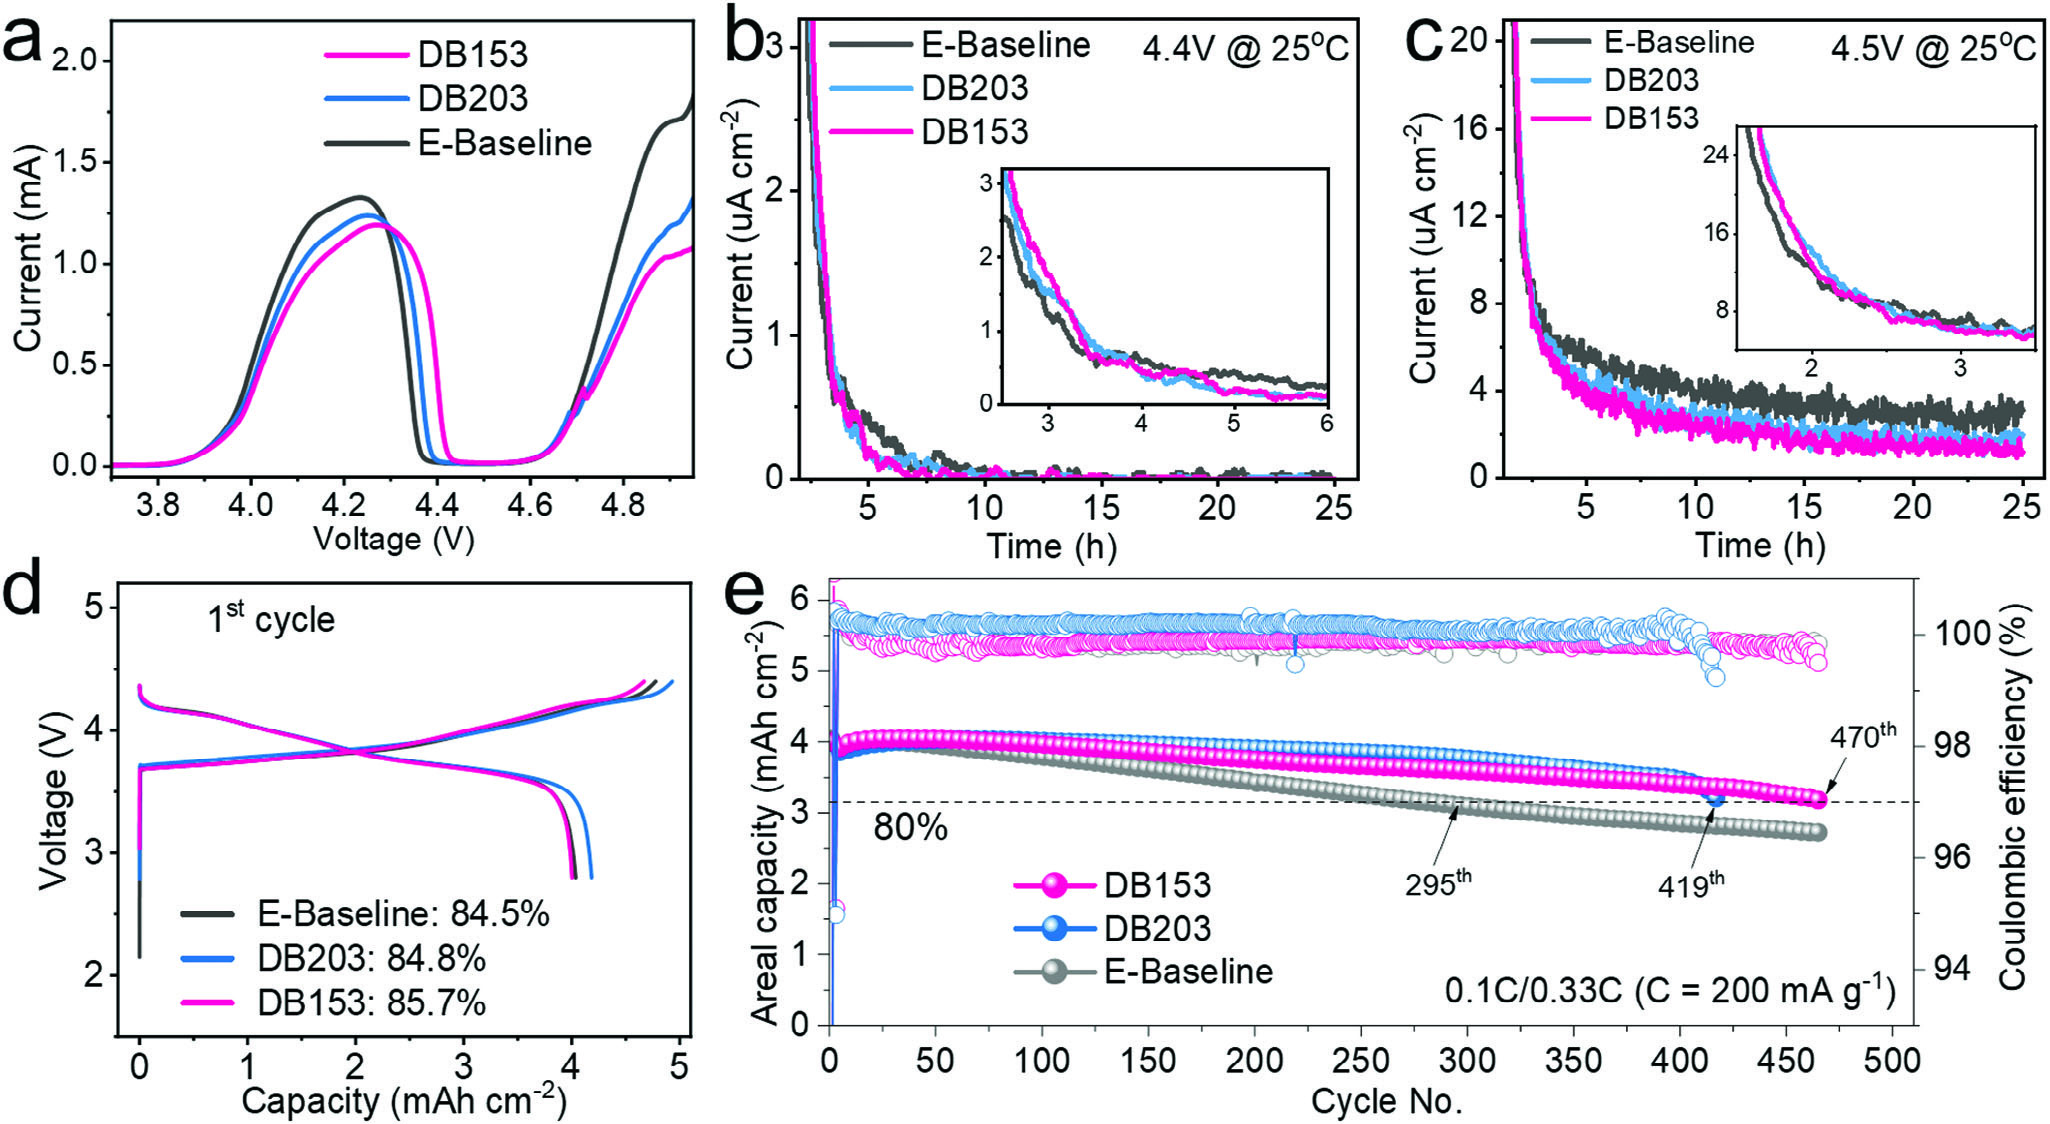 a
2.0
1.5
1.0
0.5
0.0
Current (mA)
DB153
DB203
E-Baseline
3.8 4.0 4.2 4.4 4.6 4.8
Voltage (V)
b
3
2
1
0
Current (uA cm-2)
E-Baseline
DB203
DB153
4.4V @ 25oC
3
2
1
0
3 4 5 6
5 10 15 20 25
Time (h)
c
20
16
12
8
4
0
Current (uA cm-2)
E-Baseline
DB203
DB153
4.5V @ 25oC
24
16
8
2 3
5 10 15 20 25
Time (h)
d
5
4
3
2
Voltage (V)
1st cycle
E-Baseline: 84.5%
DB203: 84.8%
DB153: 85.7%
0 1 2 3 4 5
Capacity (mAh cm-2)
e
6
5
4
3
2
1
0
Areal capacity (mAh cm-2)
100
98
96
94
Coulombic efficiency (%)
470th
80%
295th
419th
DB153
DB203
E-Baseline
0.1C/0.33C (C = 200 mA g-1)
0 50 100 150 200 250 300 350 400 450 500
Cycle No.